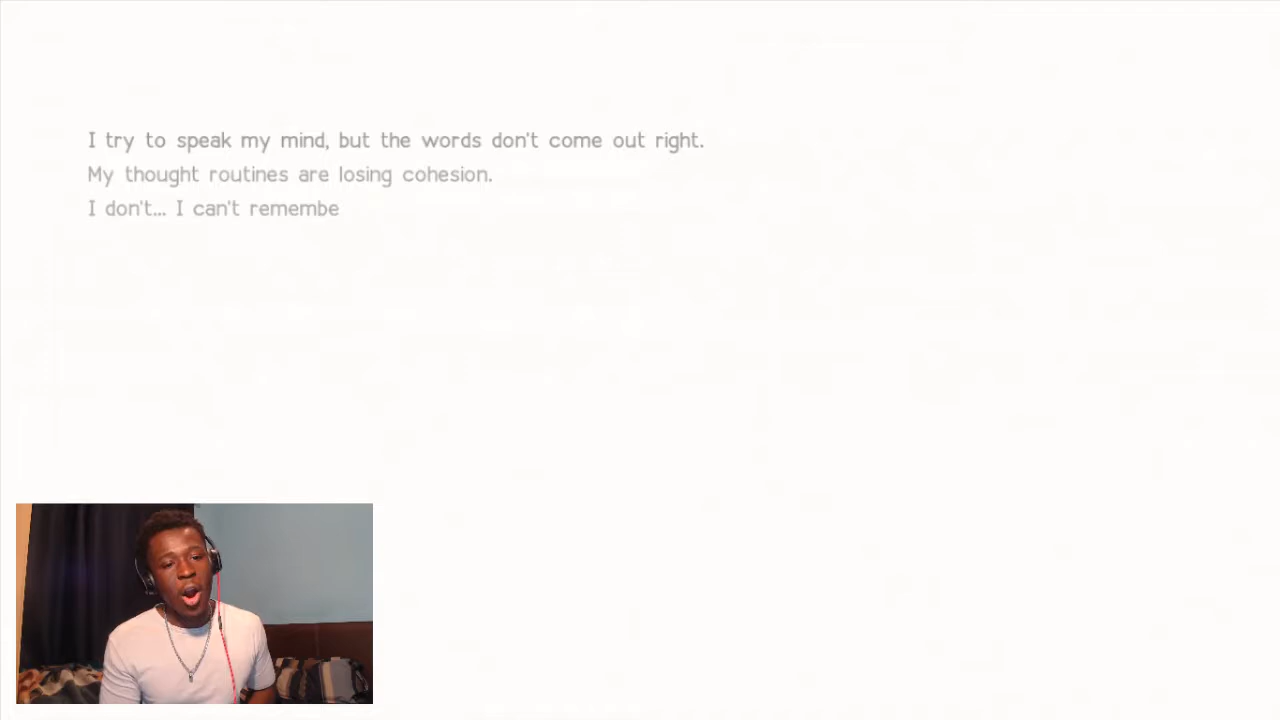 I try to speak my mind, but the words don't come out right.
My thought routines are losing cohesion.
I don't... I can't remembe